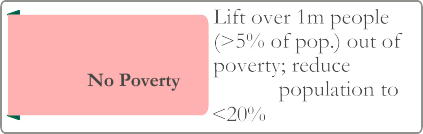 No Poverty
Lift over 1m people
(>5% of pop.) out of
poverty; reduce
population to
<20%